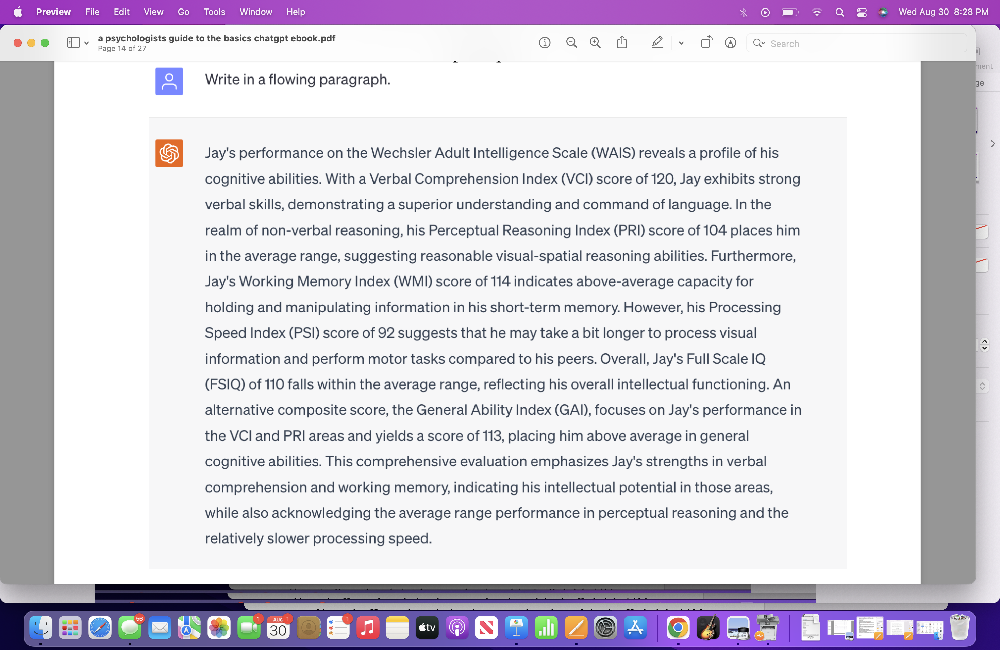 Preview File Edit View Go Tools Window Help Wed Aug 30 8:28 PM
a psychologists guide to the basics chatgpt ebook.pdf
Page 14 of 27
Search
ment
ge
Write in a flowing paragraph.
Jay's performance on the Wechsler Adult Intelligence Scale (WAIS) reveals a profile of his
cognitive abilities. With a Verbal Comprehension Index (VCI) score of 120, Jay exhibits strong
verbal skills, demonstrating a superior understanding and command of language. In the
realm of non-verbal reasoning, his Perceptual Reasoning Index (PRI) score of 104 places him
in the average range, suggesting reasonable visual-spatial reasoning abilities. Furthermore,
Jay's Working Memory Index (WMI) score of 114 indicates above-average capacity for
holding and manipulating information in his short-term memory. However, his Processing
Speed Index (PSI) score of 92 suggests that he may take a bit longer to process visual
information and perform motor tasks compared to his peers. Overall, Jay's Full Scale IQ
(FSIQ) of 110 falls within the average range, reflecting his overall intellectual functioning. An
alternative composite score, the General Ability Index (GAI), focuses on Jay's performance in
the VCI and PRI areas and yields a score of 113, placing him above average in general
cognitive abilities. This comprehensive evaluation emphasizes Jay's strengths in verbal
comprehension and working memory, indicating his intellectual potential in those areas,
while also acknowledging the average range performance in perceptual reasoning and the
relatively slower processing speed.
56
1
AUG 1
30
1
tv
PDF